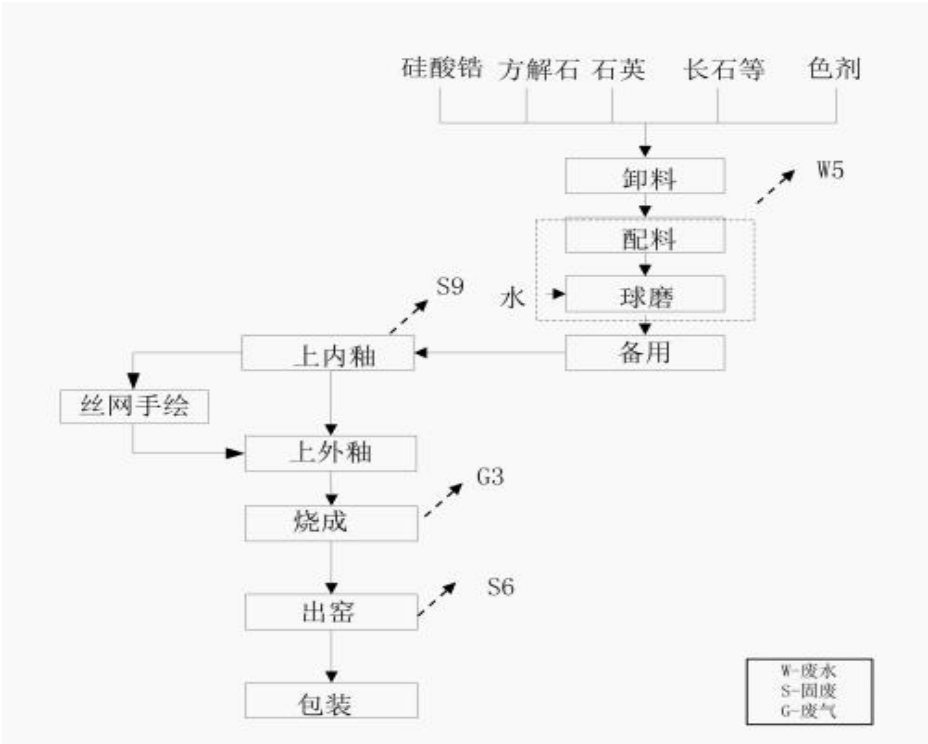 硅酸锆 方解石 石英 长石等 色剂
卸料
W5
配料
水
球磨
S9
上内釉
备用
丝网手绘
上外釉
G3
烧成
S6
出窑
包装
W-废水
S-固废
G-废气